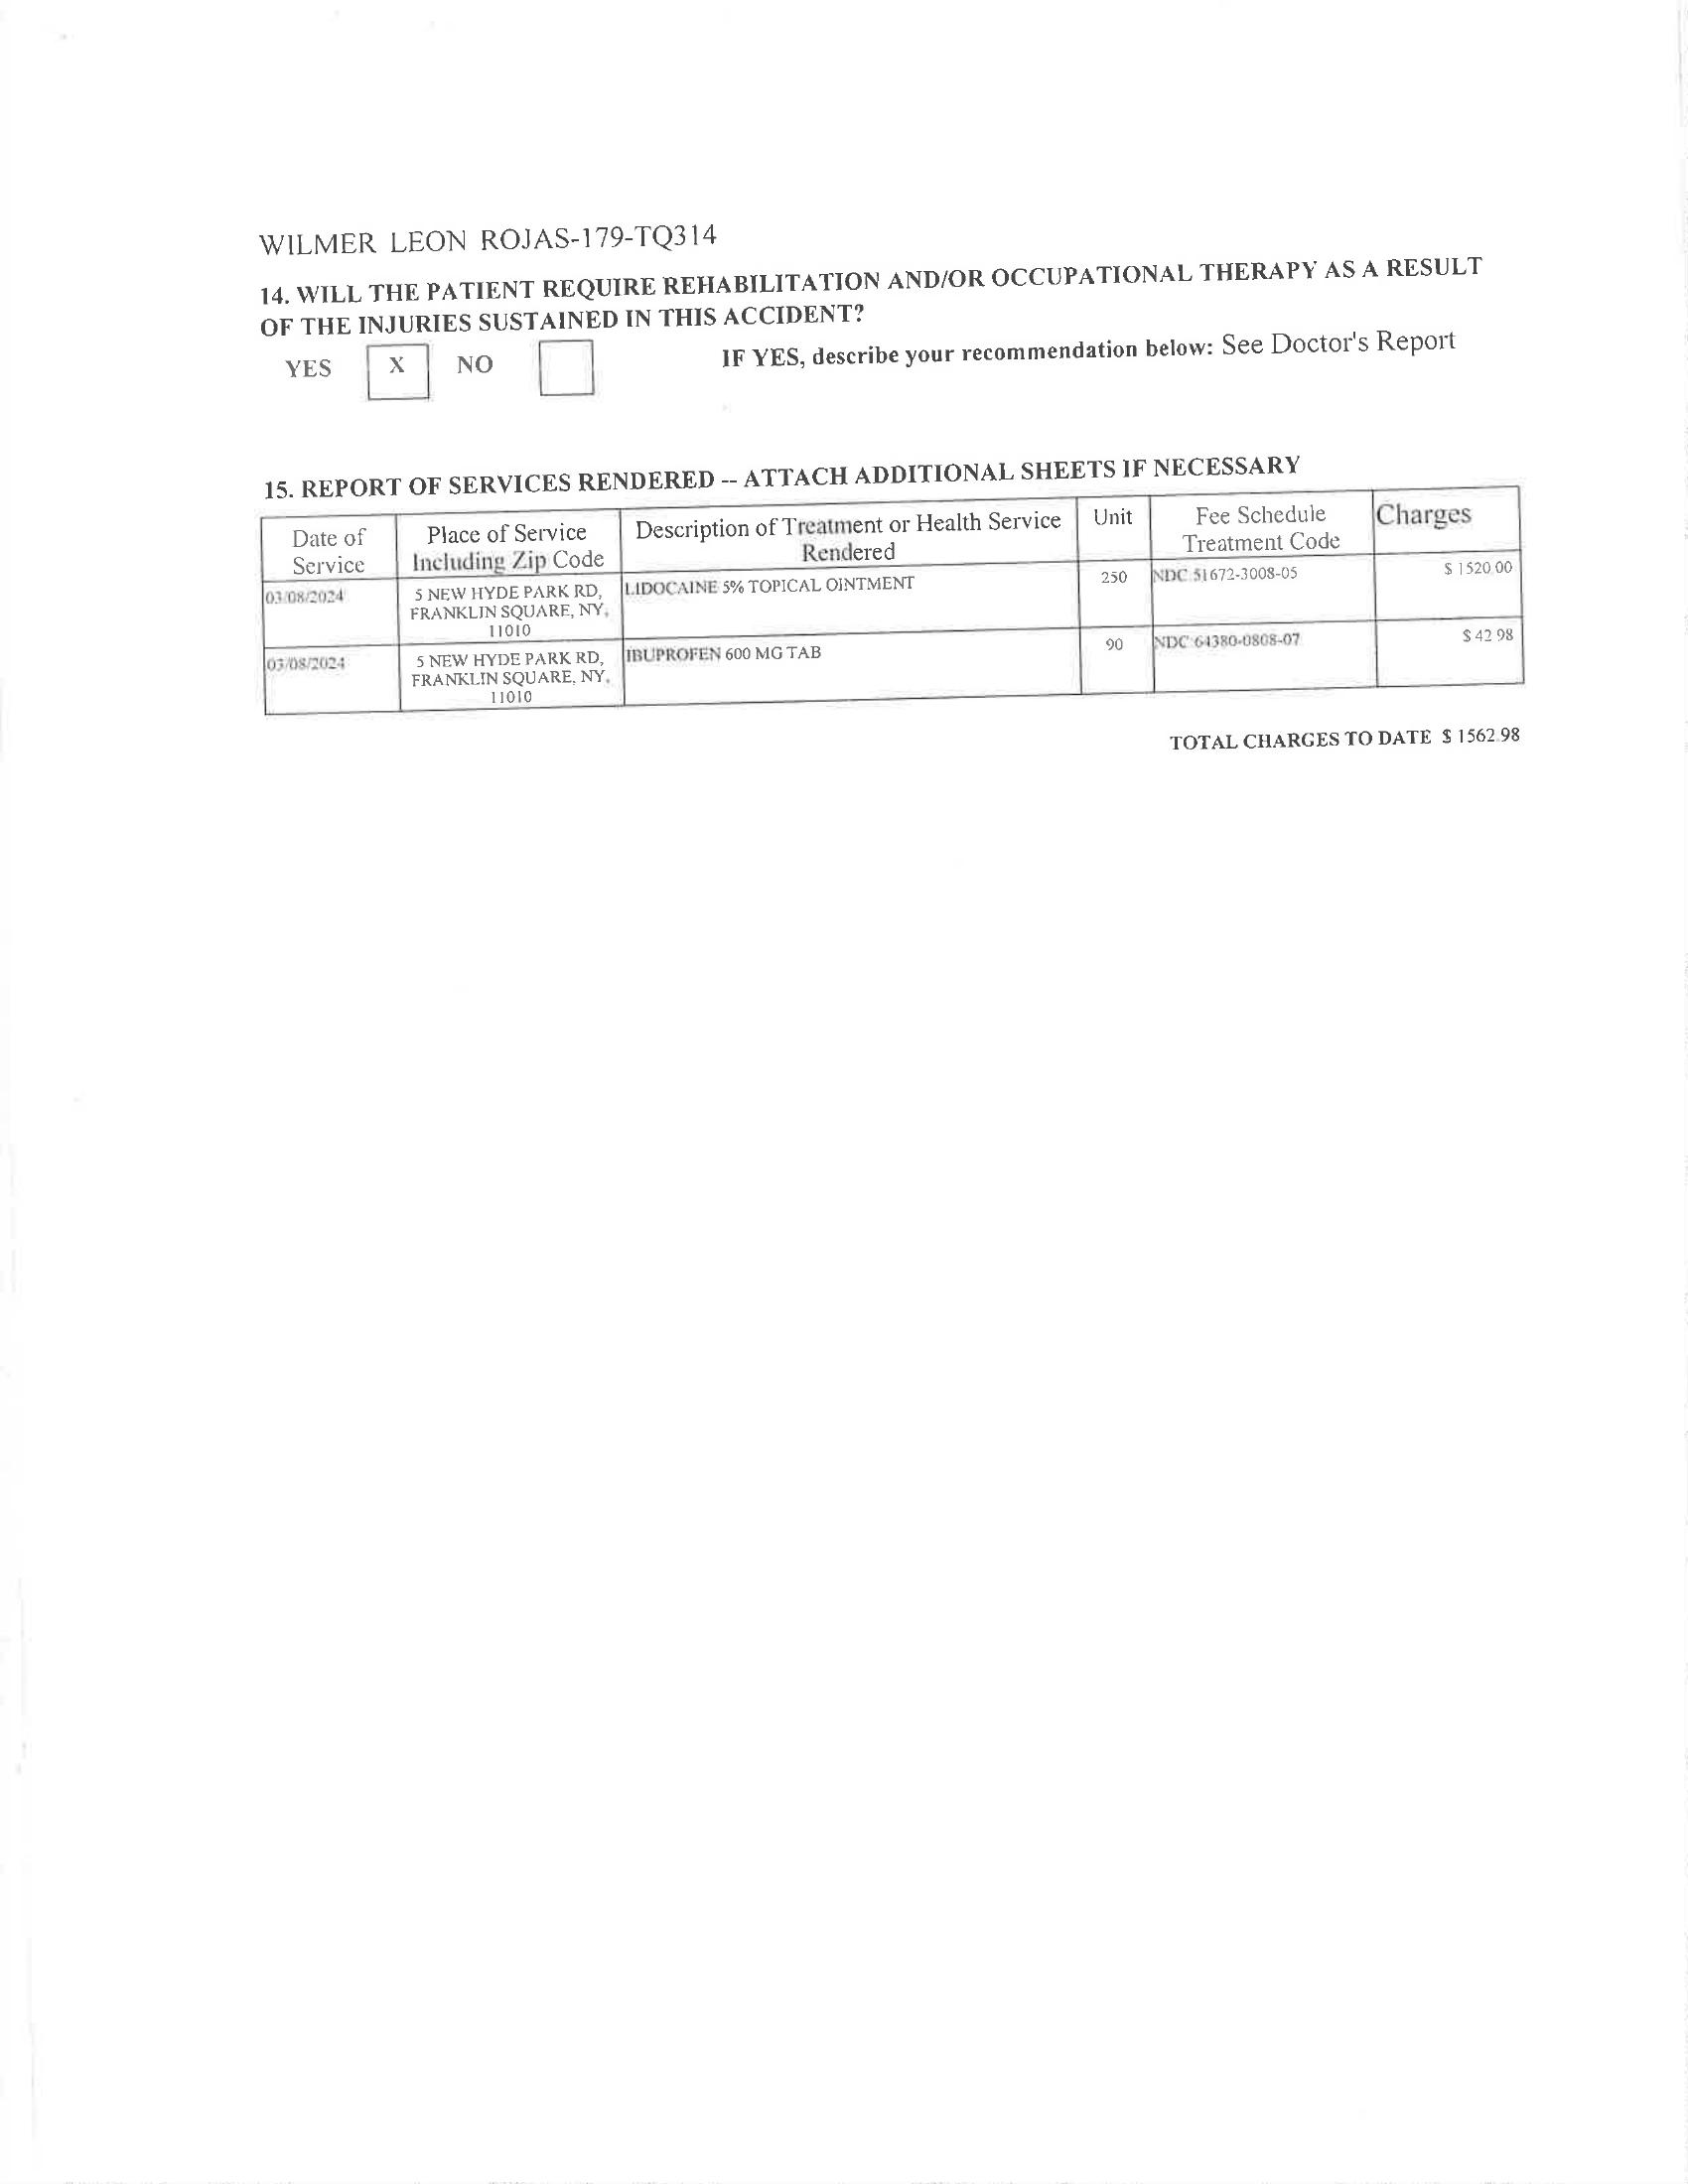 WILMER LEON ROJAS-179-TQ314
14. WILL THE PATIENT REQUIRE REHABILITATION AND/OR OCCUPATIONAL THERAPY AS A RESULT
OF THE INJURIES SUSTAINED IN THIS ACCIDENT?
YES X NO IF YES, describe your recommendation below: See Doctor's Report
15. REPORT OF SERVICES RENDERED -- ATTACH ADDITIONAL SHEETS IF NECESSARY
Date of Service Place of Service Including Zip Code Description of Treatment or Health Service Rendered Unit Fee Schedule Treatment Code Charges
03/08/2024 5 NEW HYDE PARK RD, FRANKLIN SQUARE, NY, 11010 LIDOCAINE 5% TOPICAL OINTMENT 250 NDC 51672-3008-05 $ 1520.00
03/08/2024 5 NEW HYDE PARK RD, FRANKLIN SQUARE, NY, 11010 IBUPROFEN 600 MG TAB 90 NDC 64380-0808-07 $ 42.98
TOTAL CHARGES TO DATE $ 1562.98